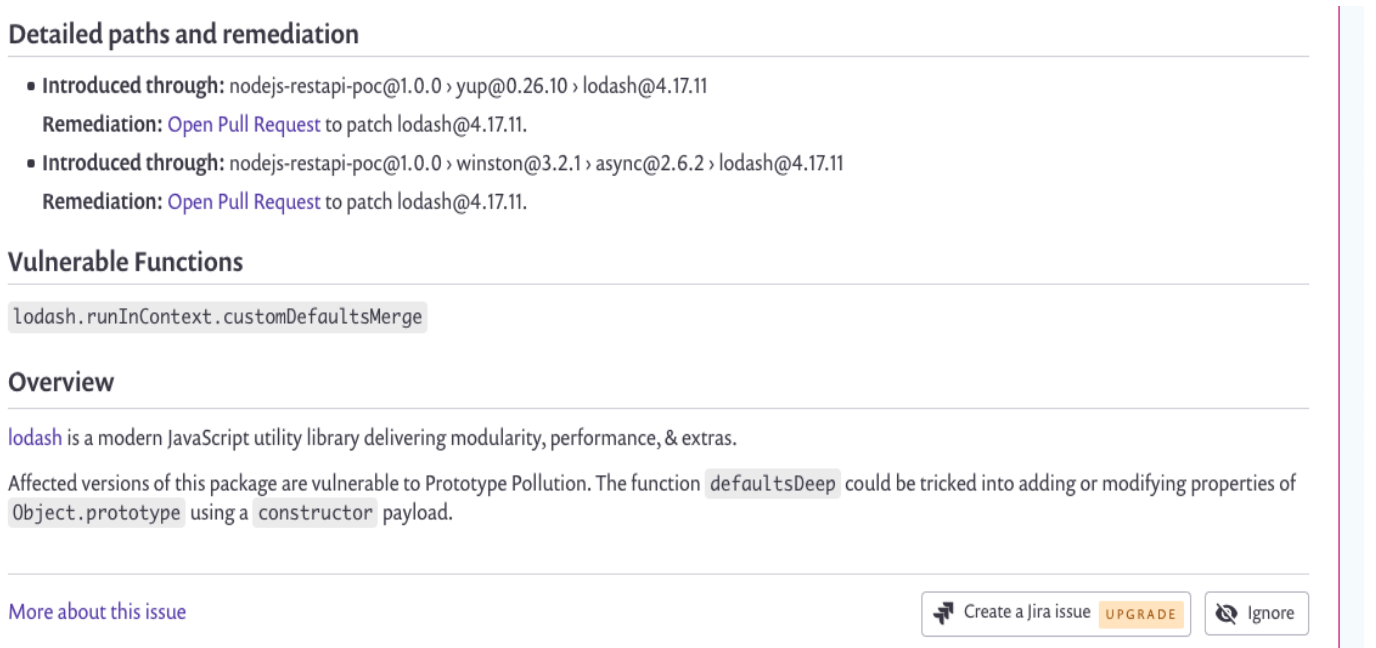 Detailed paths and remediation
• Introduced through: nodejs-restapi-poc@1.0.0 › yup@0.26.10 › lodash@4.17.11
Remediation: Open Pull Request to patch lodash@4.17.11.
• Introduced through: nodejs-restapi-poc@1.0.0 › winston@3.2.1 › async@2.6.2 › lodash@4.17.11
Remediation: Open Pull Request to patch lodash@4.17.11.
Vulnerable Functions
lodash.runInContext.customDefaultsMerge
Overview
lodash is a modern JavaScript utility library delivering modularity, performance, & extras.
Affected versions of this package are vulnerable to Prototype Pollution. The function defaultsDeep could be tricked into adding or modifying properties of
Object.prototype using a constructor payload.
More about this issue
Create a Jira issue UPGRADE
Ignore